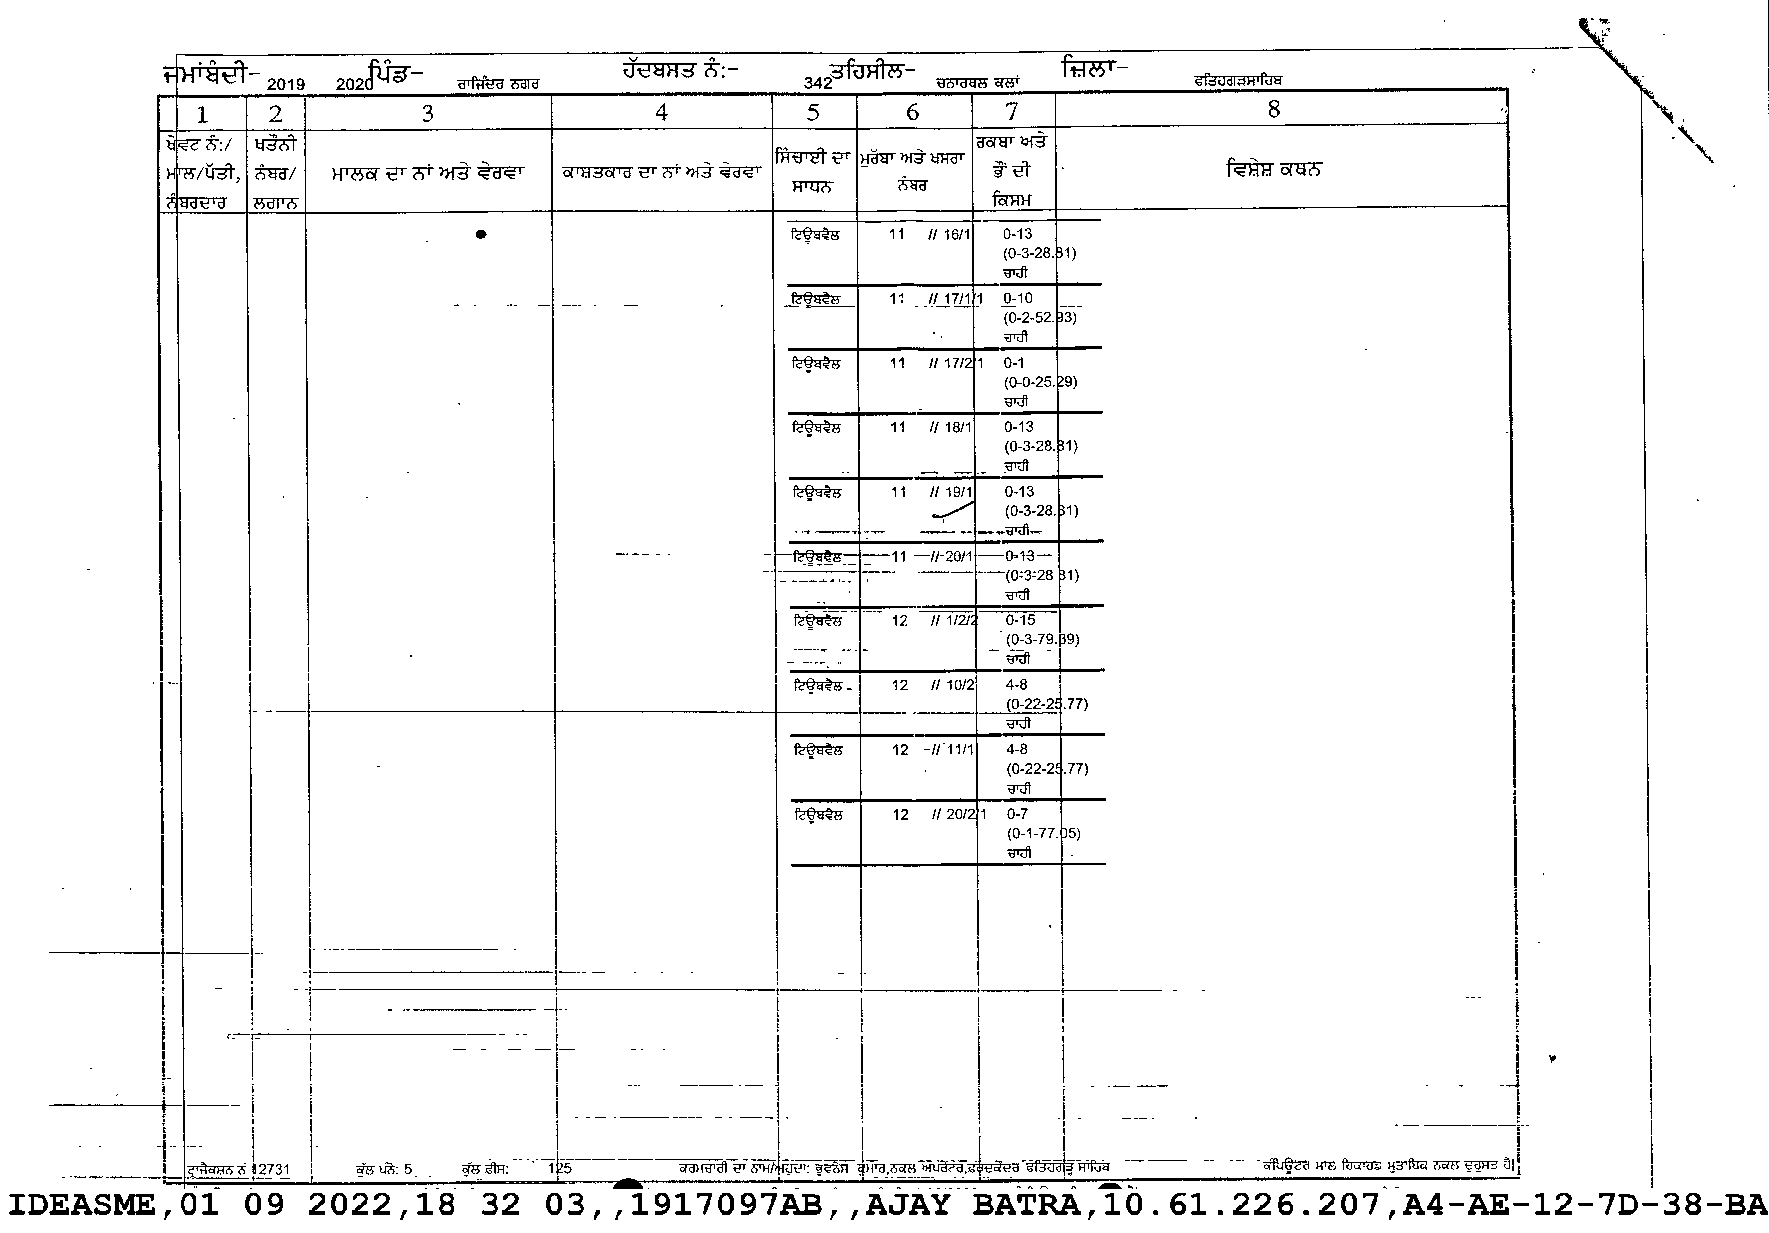 ਜਮਾਂਬੰਦੀ- 2019 2020 ਪਿੰਡ- ਰਾਜਿੰਦਰ ਨਗਰ ਹੱਦਬਸਤ ਨੰ:- 342 ਤਹਿਸੀਲ- ਚਨਾਰਥਲ ਕਲਾਂ ਜ਼ਿਲਾ- ਫਤਿਹਗੜਸਾਹਿਬ
1 2 3 4 5 6 7 8
ਖੇਵਟ ਨੰ:/ ਮਾਲ/ਪੱਤੀ, ਨੰਬਰਦਾਰ
ਖਤੌਨੀ ਨੰਬਰ/ ਲਗਾਨ
ਮਾਲਕ ਦਾ ਨਾਂ ਅਤੇ ਵੇਰਵਾ
ਕਾਸ਼ਤਕਾਰ ਦਾ ਨਾਂ ਅਤੇ ਵੇਰਵਾ
ਸਿੰਚਾਈ ਦਾ ਸਾਧਨ
ਮੁਰੱਬਾ ਅਤੇ ਖਸਰਾ ਨੰਬਰ
ਰਕਬਾ ਅਤੇ ਭੌਂ ਦੀ ਕਿਸਮ
ਵਿਸ਼ੇਸ਼ ਕਥਨ
ਟਿਊਬਵੈਲ 11 // 16/1 0-13
(0-3-28.81)
ਚਾਹੀ
ਟਿਊਬਵੈਲ 11 // 17/1/1 0-10
(0-2-52.93)
ਚਾਹੀ
ਟਿਊਬਵੈਲ 11 // 17/2/1 0-1
(0-0-25.29)
ਚਾਹੀ
ਟਿਊਬਵੈਲ 11 // 18/1 0-13
(0-3-28.81)
ਚਾਹੀ
ਟਿਊਬਵੈਲ 11 // 19/1 0-13
(0-3-28.81)
ਚਾਹੀ
ਟਿਊਬਵੈਲ 11 // 20/1 0-13
(0-3-28.81)
ਚਾਹੀ
ਟਿਊਬਵੈਲ 12 // 1/2/2 0-15
(0-3-79.39)
ਚਾਹੀ
ਟਿਊਬਵੈਲ 12 // 10/2 4-8
(0-22-25.77)
ਚਾਹੀ
ਟਿਊਬਵੈਲ 12 // 11/1 4-8
(0-22-25.77)
ਚਾਹੀ
ਟਿਊਬਵੈਲ 12 // 20/2/1 0-7
(0-1-77.05)
ਚਾਹੀ
ਟ੍ਰਾਜੈਕਸ਼ਨ ਨੰ 12731 ਕੁੱਲ ਪੰਨੇ: 5 ਕੁੱਲ ਫ਼ੀਸ: 125 ਕਰਮਚਾਰੀ ਦਾ ਨਾਮ/ਅਹੁਦਾ: ਭੁਵਨੇਸ਼ ਕੁਮਾਰ,ਨਕਲ ਅਪਰੇਟਰ,ਫ਼ਰਦਕੇਂਦਰ ਫਤਿਹਗੜ੍ਹ ਸਾਹਿਬ ਕੰਪਿਊਟਰ ਮਾਲ ਰਿਕਾਰਡ ਮੁਤਾਬਿਕ ਨਕਲ ਦੁਰੁਸਤ ਹੈ।
IDEASME,01 09 2022,18 32 03,,1917097AB,,AJAY BATRA,10.61.226.207,A4-AE-12-7D-38-BA